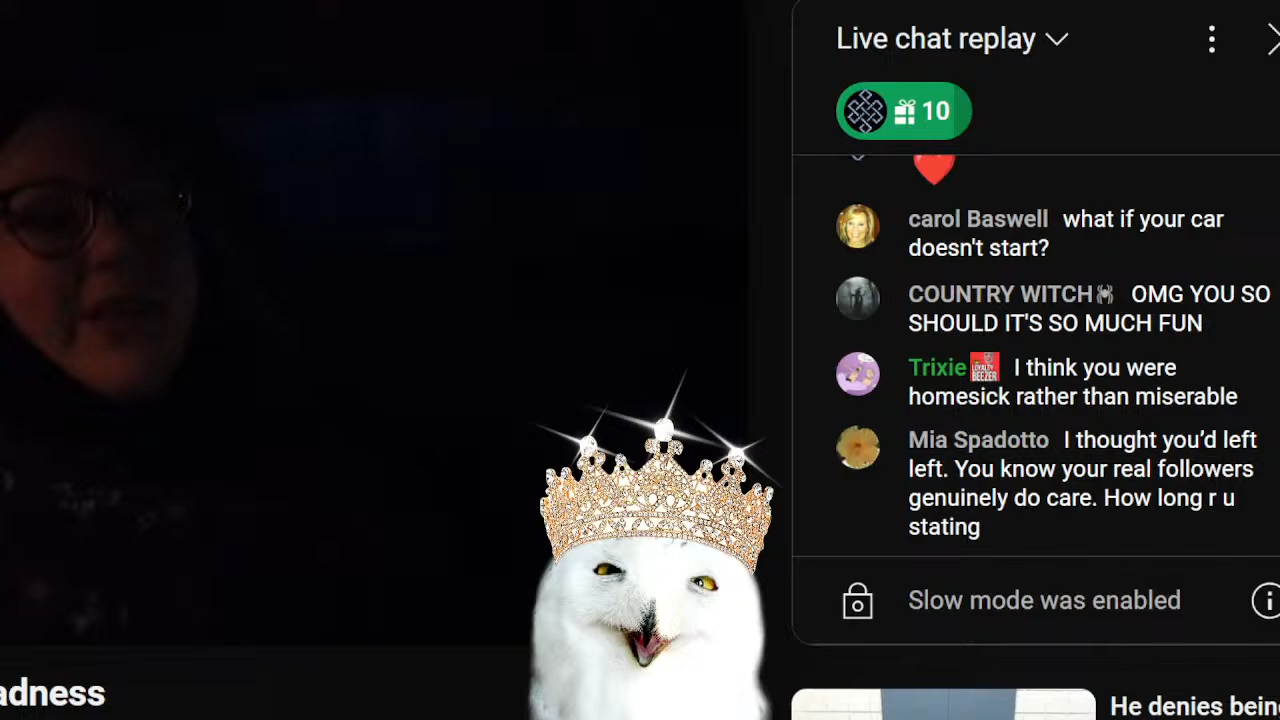 Live chat replay
10
carol Baswell what if your car
doesn't start?
COUNTRY WITCH🕷 OMG YOU SO
SHOULD IT'S SO MUCH FUN
Trixie LOYALTY BEEZER I think you were
homesick rather than miserable
Mia Spadotto I thought you’d left
left. You know your real followers
genuinely do care. How long r u
stating
Slow mode was enabled
adness
He denies bein